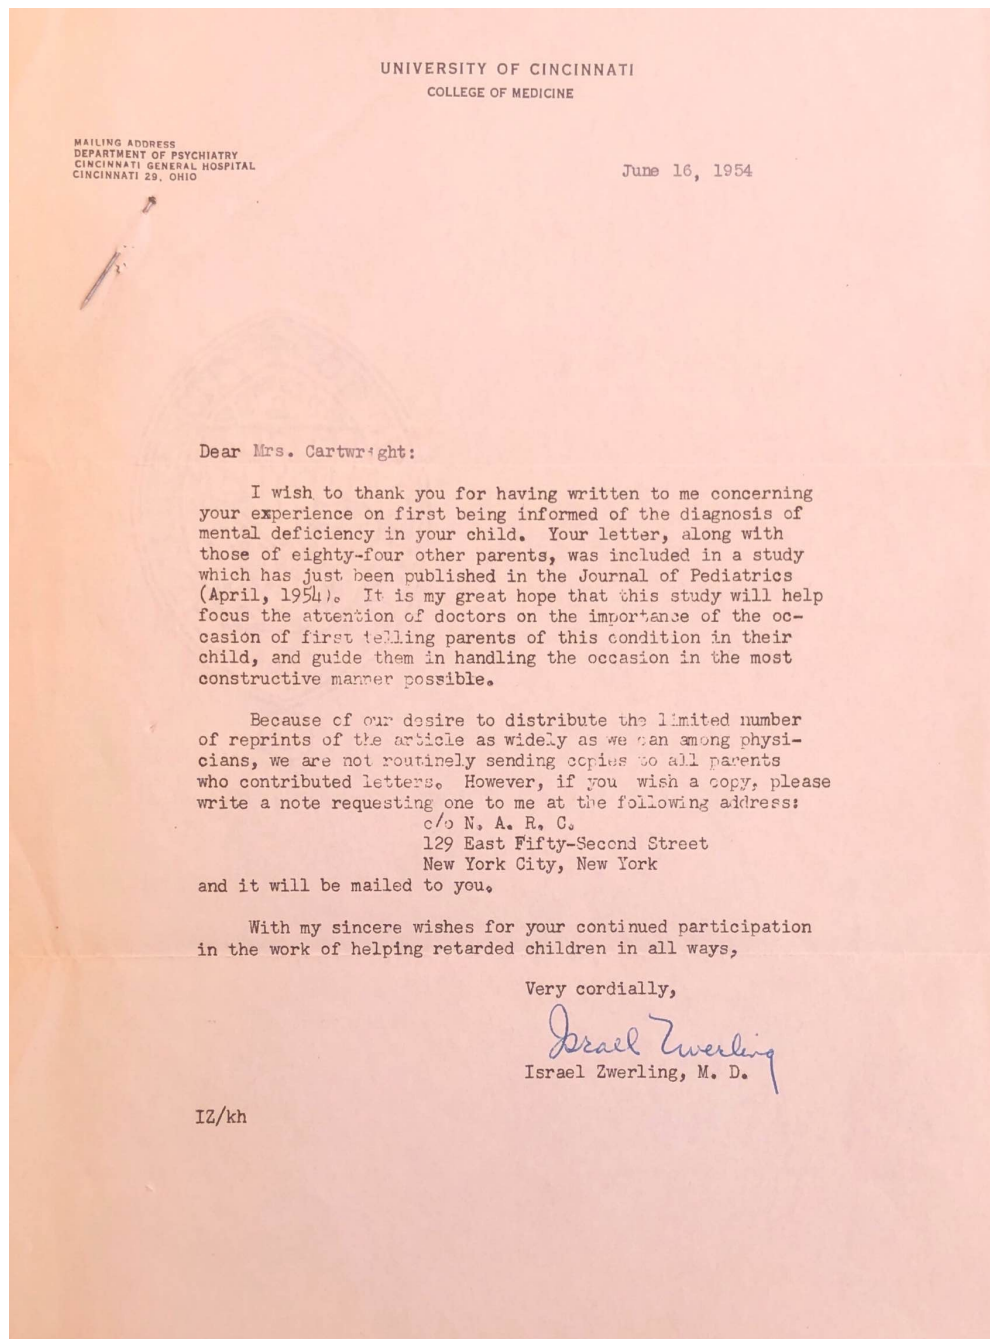 UNIVERSITY OF CINCINNATI
COLLEGE OF MEDICINE
MAILING ADDRESS
DEPARTMENT OF PSYCHIATRY
CINCINNATI GENERAL HOSPITAL
CINCINNATI 29, OHIO
June 16, 1954
Dear Mrs. Cartwright:
I wish to thank you for having written to me concerning
your experience on first being informed of the diagnosis of
mental deficiency in your child. Your letter, along with
those of eighty-four other parents, was included in a study
which has just been published in the Journal of Pediatrics
(April, 1954). It is my great hope that this study will help
focus the attention of doctors on the importance of the oc-
casion of first telling parents of this condition in their
child, and guide them in handling the occasion in the most
constructive manner possible.
Because of our desire to distribute the limited number
of reprints of the article as widely as we can among physi-
cians, we are not routinely sending copies to all parents
who contributed letters. However, if you wish a copy, please
write a note requesting one to me at the following address:
c/o N. A. R. C.
129 East Fifty-Second Street
New York City, New York
and it will be mailed to you.
With my sincere wishes for your continued participation
in the work of helping retarded children in all ways,
Very cordially,
Israel Zwerling
Israel Zwerling, M. D.
IZ/kh